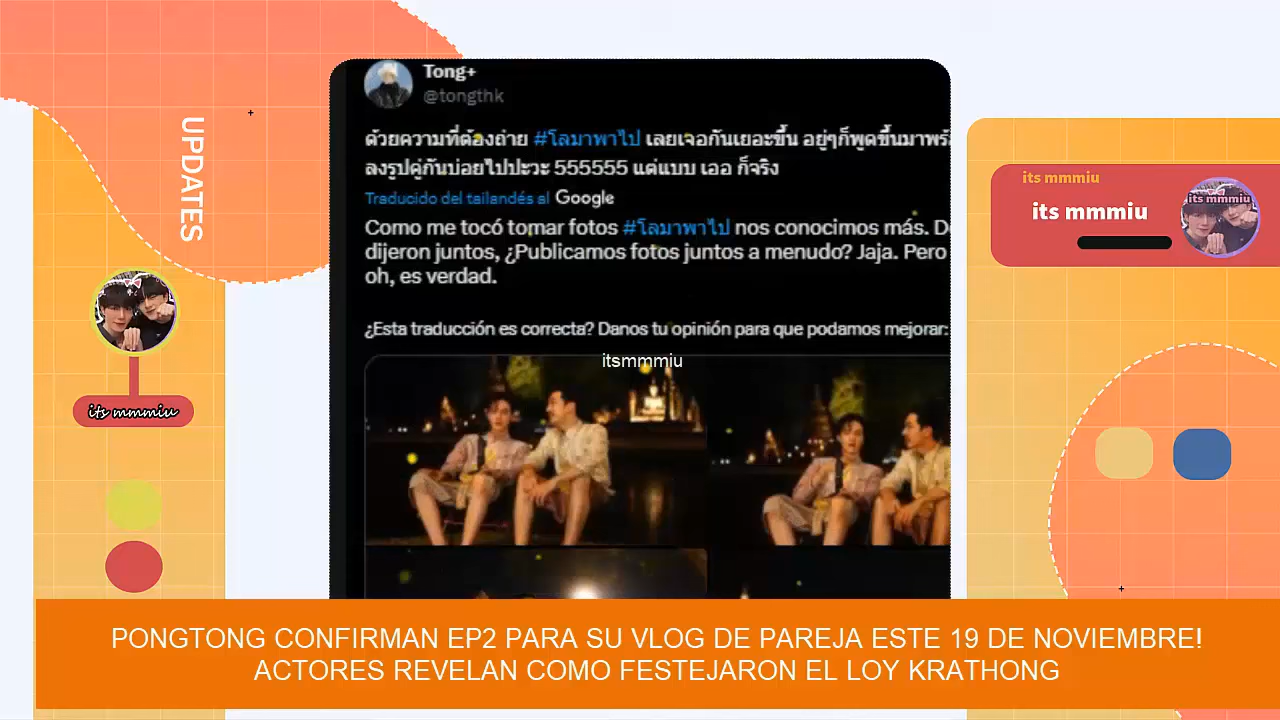 UPDATES
its mmmiu
Tong+
@tongthk
ด้วยความที่ต้องถ่าย #โลมาพาไป เลยเจอกันเยอะขึ้น อยู่ๆก็พูดขึ้นมาพร้
ลงรูปคู่กันบ่อยไปปะวะ 555555 แต่แบบ เออ ก็จริง
Traducido del tailandés al Google
Como me tocó tomar fotos #โลมาพาไป nos conocimos más. D
dijeron juntos, ¿Publicamos fotos juntos a menudo? Jaja. Pero
oh, es verdad.
¿Esta traducción es correcta? Danos tu opinión para que podamos mejorar:
itsmmmiu
its mmmiu
its mmmiu
its mmmiu
PONGTONG CONFIRMAN EP2 PARA SU VLOG DE PAREJA ESTE 19 DE NOVIEMBRE!
ACTORES REVELAN COMO FESTEJARON EL LOY KRATHONG